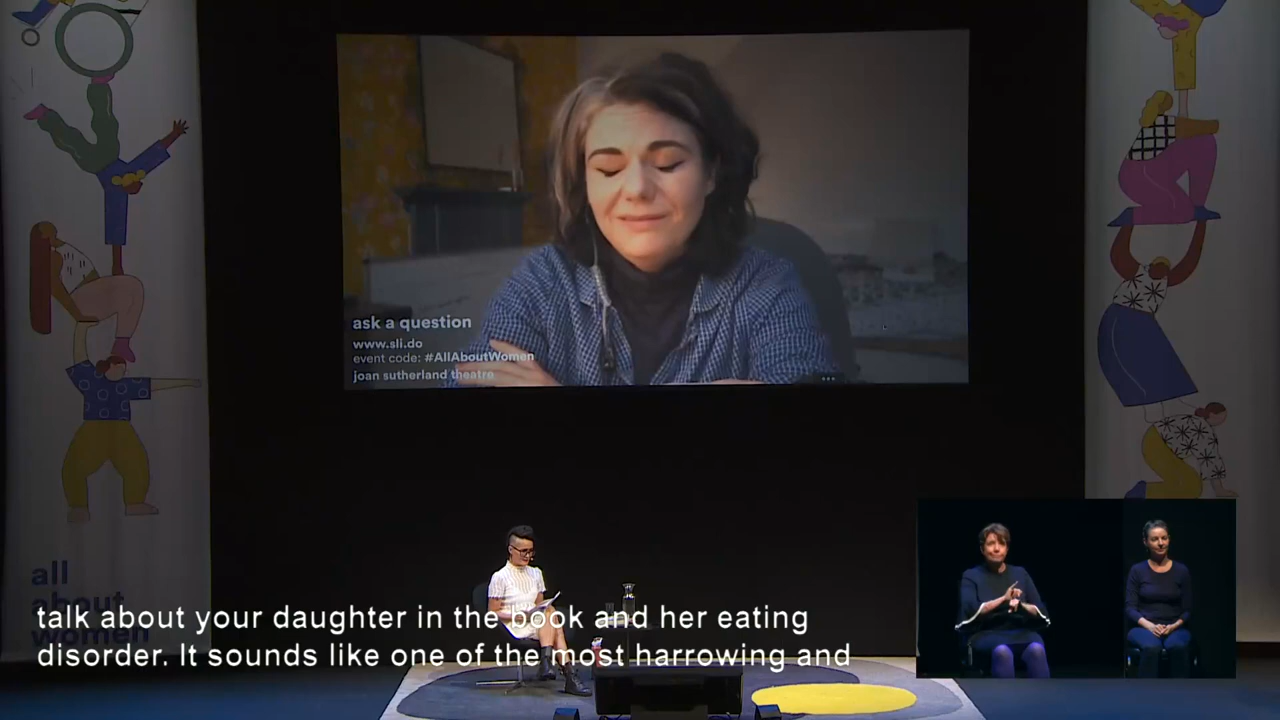 ask a question
www.sli.do
event code: #AllAboutWomen
joan sutherland theatre
all
about
women
talk about your daughter in the book and her eating
disorder. It sounds like one of the most harrowing and